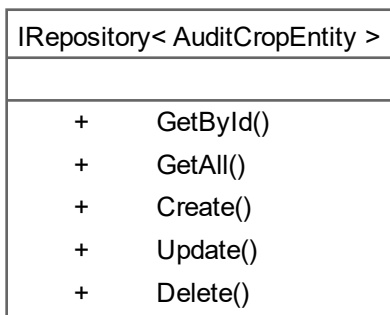 IRepository< AuditCropEntity >
+ GetById()
+ GetAll()
+ Create()
+ Update()
+ Delete()